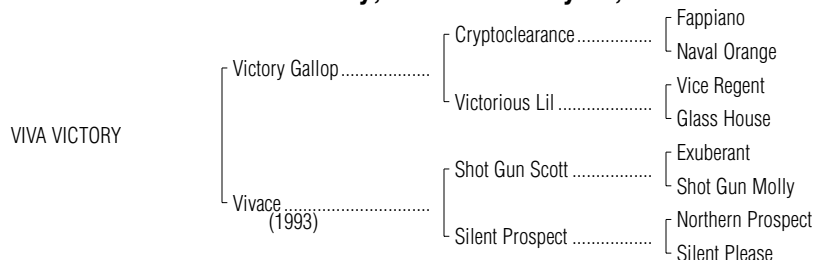 Fappiano
Cryptoclearance................
Naval Orange
Victory Gallop...................
Vice Regent
Victorious Lil ....................
Glass House
VIVA VICTORY
Exuberant
Shot Gun Scott .................
Shot Gun Molly
Vivace...............................
(1993)
Northern Prospect
Silent Prospect .................
Silent Please